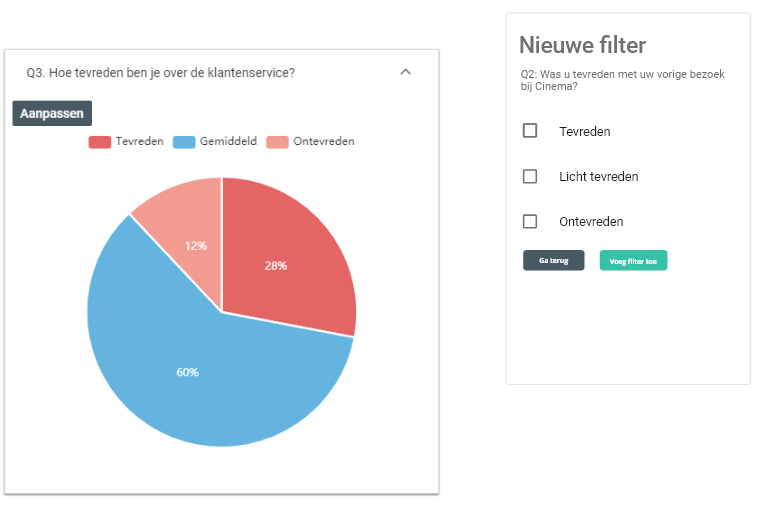 Q3. Hoe tevreden ben je over de klantenservice?
Aanpassen
Tevreden Gemiddeld Ontevreden
12%
28%
60%
Nieuwe filter
Q2: Was u tevreden met uw vorige bezoek
bij Cinema?
Tevreden
Licht tevreden
Ontevreden
Ga terug Voeg filter toe